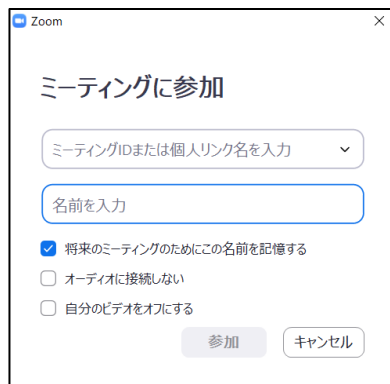 Zoom
ミーティングに参加
ミーティングIDまたは個人リンク名を入力
名前を入力
将来のミーティングのためにこの名前を記憶する
オーディオに接続しない
自分のビデオをオフにする
参加 キャンセル